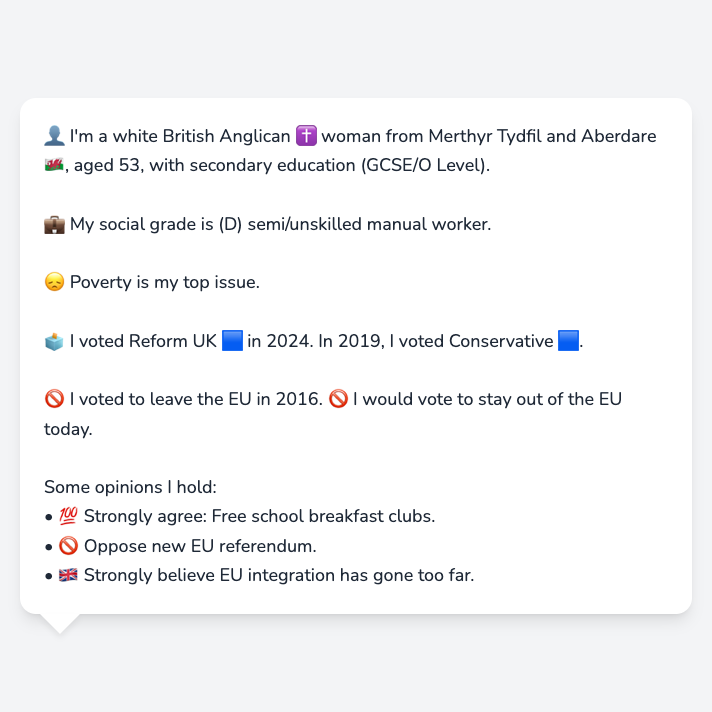 👤 I'm a white British Anglican ✝️ woman from Merthyr Tydfil and Aberdare
🏴󠁧󠁢󠁷󠁬󠁳󠁿, aged 53, with secondary education (GCSE/O Level).
💼 My social grade is (D) semi/unskilled manual worker.
😞 Poverty is my top issue.
🗳️ I voted Reform UK 🟦 in 2024. In 2019, I voted Conservative 🟦.
🚫 I voted to leave the EU in 2016. 🚫 I would vote to stay out of the EU
today.
Some opinions I hold:
• 💯 Strongly agree: Free school breakfast clubs.
• 🚫 Oppose new EU referendum.
• 🇬🇧 Strongly believe EU integration has gone too far.